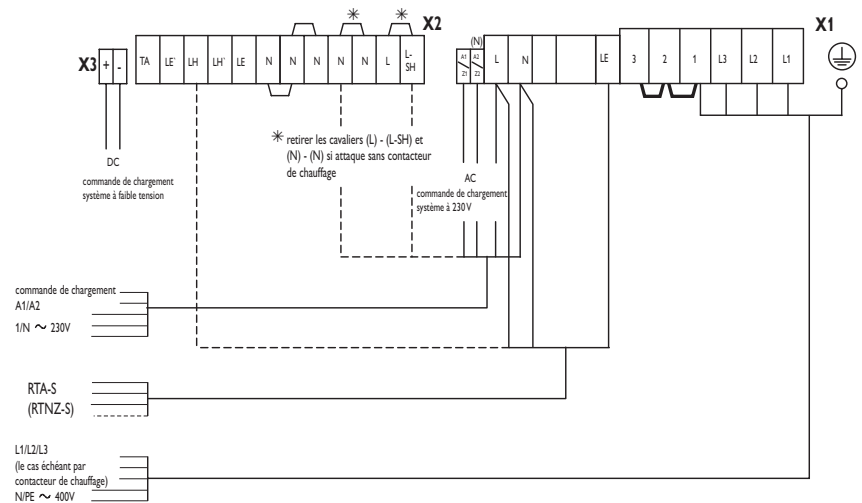 X2
X1
X3
+ -
TA LE' LH LH' LE N N N N N L L-SH
(N)
A1 A2
Z1 Z2
L N LE 3 2 1 L3 L2 L1
✳ ✳
DC
commande de chargement
système à faible tension
✳ retirer les cavaliers (L) - (L-SH) et
(N) - (N) si attaque sans contacteur
de chauffage
AC
commande de chargement
système à 230 V
commande de chargement
A1/A2
1/N ~ 230V
RTA-S
(RTNZ-S)
L1/L2/L3
(le cas échéant par
contacteur de chauffage)
N/PE ~ 400V